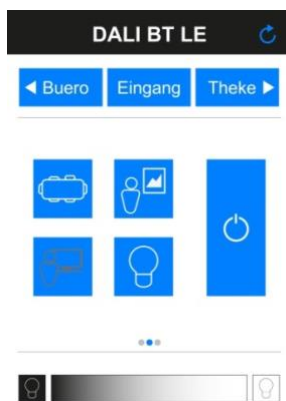 DALI BT LE
◀ Buero Eingang Theke ▶